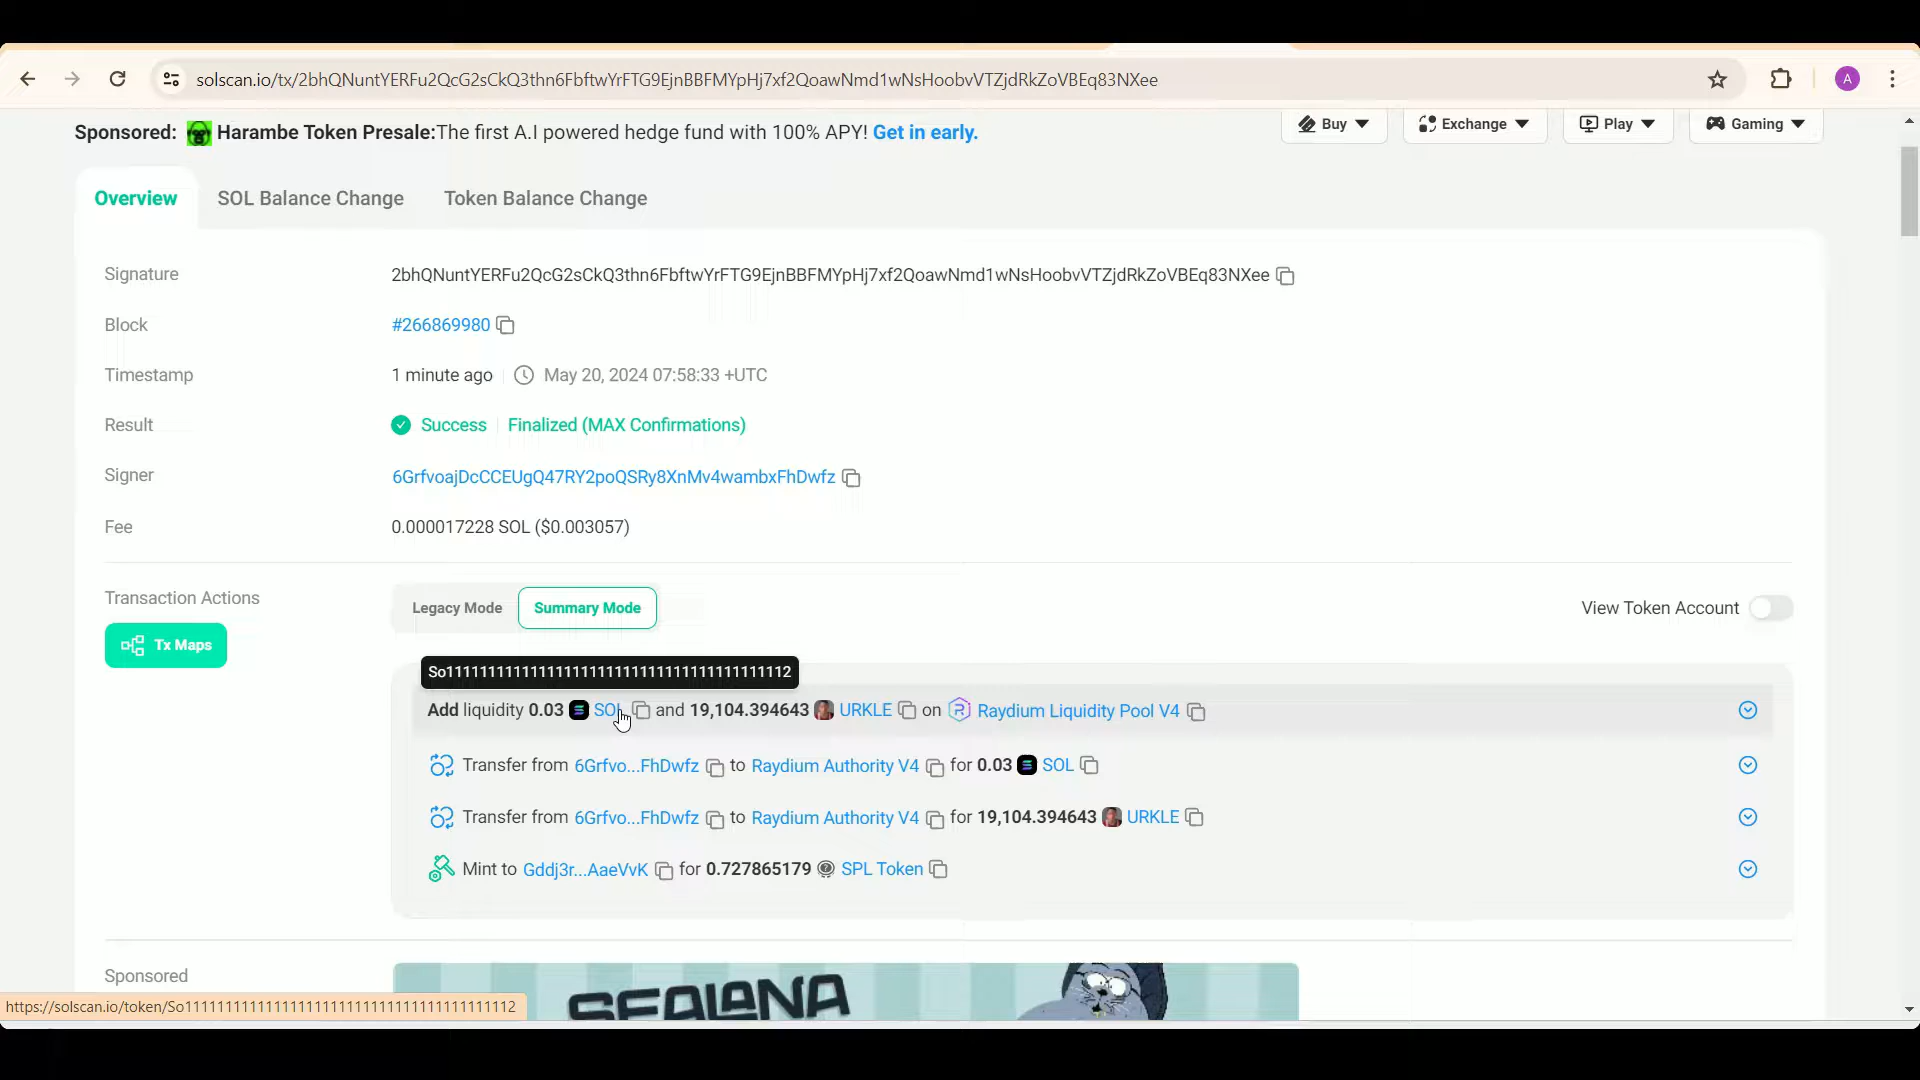 solscan.io/tx/2bhQNuntYERFu2QcG2sCkQ3thn6FbftwYrFTG9EjnBBFMYpHj7xf2QoawNmd1wNsHoobvVTZjdRkZoVBEq83NXee
A
Sponsored: Harambe Token Presale:The first A.I powered hedge fund with 100% APY! Get in early.
Buy Exchange Play Gaming
Overview SOL Balance Change Token Balance Change
Signature 2bhQNuntYERFu2QcG2sCkQ3thn6FbftwYrFTG9EjnBBFMYpHj7xf2QoawNmd1wNsHoobvVTZjdRkZoVBEq83NXee
Block #266869980
Timestamp 1 minute ago May 20, 2024 07:58:33 +UTC
Result Success Finalized (MAX Confirmations)
Signer 6GrfvoajDcCCEUgQ47RY2poQSRy8XnMv4wambxFhDwfz
Fee 0.000017228 SOL ($0.003057)
Transaction Actions Legacy Mode Summary Mode View Token Account
Tx Maps
So11111111111111111111111111111111111111112
Add liquidity 0.03 SOL and 19,104.394643 URKLE on Raydium Liquidity Pool V4
Transfer from 6Grfvo...FhDwfz to Raydium Authority V4 for 0.03 SOL
Transfer from 6Grfvo...FhDwfz to Raydium Authority V4 for 19,104.394643 URKLE
Mint to Gddj3r...AaeVvK for 0.727865179 SPL Token
Sponsored
SEALANA
https://solscan.io/token/So11111111111111111111111111111111111111112